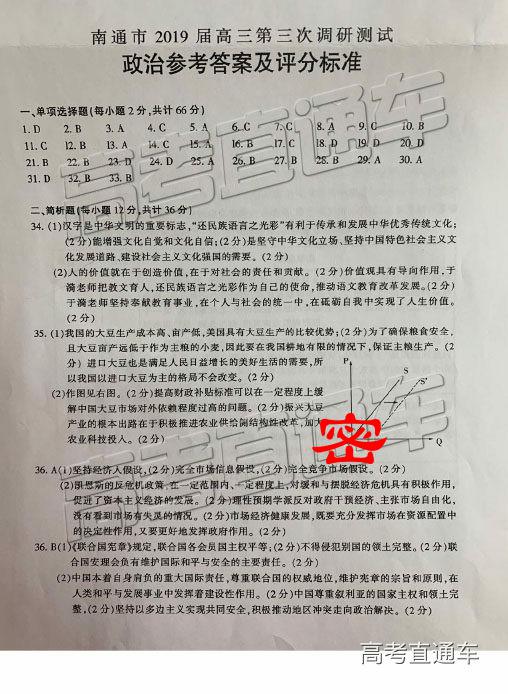 南通市 2019 届高三第三次调研测试
政治参考答案及评分标准
一、单项选择题(每小题 2 分,共计 66 分)
1. D 2. B 3. A 4. C 5. A 6. C 7. C 8. A 9. C 10. B
11. C 12. B 13. A 14. C 15. A 16. B 17. C 18. B 19. D 20. D
21. B 22. B 23. D 24. D 25. A 26. B 27. B 28. B 29. A 30. A
31. D 32. B 33. B
二、简析题(每小题 12 分,共计 36 分)
34. (1)汉字是中华文明的重要标志,“还民族语言之光彩”有利于传承和发展中华优秀传统文化;
(2 分)能增强文化自觉和文化自信;(2 分)是坚守中华文化立场、坚持中国特色社会主义文
化发展道路、建设社会主义文化强国的需要。(2 分)
(2)人的价值就在于创造价值,在于对社会的责任和贡献。(2 分)价值观具有导向作用,于
漪老师把教文育人,还民族语言之光彩作为自己的使命,推动语文教育改革发展。(2 分)
于漪老师坚持奉献教育事业,在个人与社会的统一中,在砥砺自我中实现了人生价值。
(2 分)
35. (1)我国的大豆生产成本高、亩产低,美国具有大豆生产的比较优势;(2 分)为了确保粮食安全,
且大豆亩产远低于作为主粮的小麦,因此要在我国耕地有限的情况下,保证主粮生产。(2
分) 进口大豆也是满足人民日益增长的美好生活的需要,所
以我国以进口大豆为主的格局不会改变。(2 分)
P
S
S′
(2)作图见右图。(2 分)提高财政补贴标准可以在一定程度上缓
解中国大豆市场对外依赖程度过高的问题。(2 分)振兴大豆
产业的根本出路在于积极推进农业供给侧结构性改革,加大
农业科技投入。(2 分)
密
Q
36. A(1)坚持经济人假设,(2 分)完全市场信息假设,(2 分)完全竞争市场假设。(2 分)
(2)凯恩斯的反危机政策,在一定范围内、一定程度上,对缓和与摆脱经济危机具有积极作用,
促进了资本主义经济的发展。(2 分)理性预期学派反对政府干预经济、主张市场自由化,
没有看到市场有失灵的情况。(2 分)市场经济健康发展,既要充分发挥市场在资源配置中
的决定性作用,又要更好地发挥政府作用。(2 分)
36. B(1)《联合国宪章》规定,联合国各会员国主权平等;(2 分)不得侵犯别国的领土完整。(2 分)联
合国安理会负有维护国际和平与安全的主要责任。(2 分)
(2)中国本着自身肩负的重大国际责任,尊重联合国的权威地位,维护宪章的宗旨和原则,在
人类和平与发展事业中发挥着建设性作用。(2 分)中国尊重叙利亚的国家主权和领土完
整,(2 分)坚持以多边主义实现共同安全,积极推动地区冲突走向政治解决。(2 分)
高考直通车
高考直通车
高考直通车
高考直通车